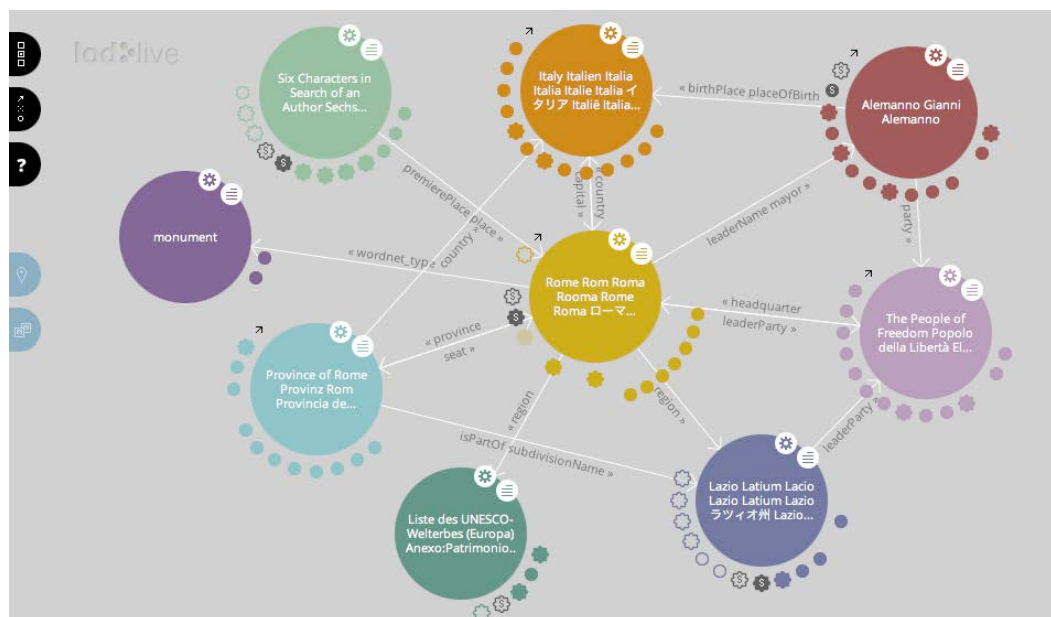 lod live
?
Six Characters in
Search of an
Author Sechs...
Italy Italien Italia
Italia Italie Italia イ
タリア Italië Italia...
« birthPlace placeOfBirth
Alemanno Gianni
Alemanno
premierePlace place »
« country
capital »
leaderName mayor »
party »
monument
« wordnet_type
country »
Rome Rom Roma
Rooma Rome
Roma ローマ...
« headquarter
leaderParty »
The People of
Freedom Popolo
della Libertà El...
« province
seat »
Province of Rome
Provinz Rom
Provincia de...
« region
region »
isPartOf subdivisionName »
leaderParty »
Liste des UNESCO-
Welterbes (Europa)
Anexo:Patrimonio..
Lazio Latium Lacio
Lazio Latium Lazio
ラツィオ州 Lazio...